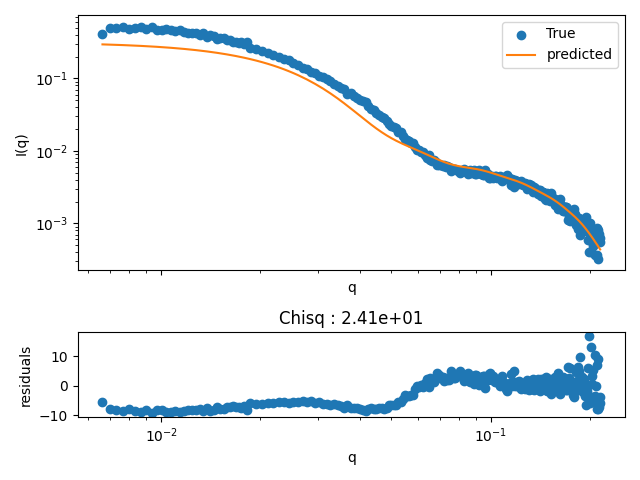 True
predicted
10⁻¹
10⁻²
10⁻³
I(q)
q
Chisq : 2.41e+01
10
0
−10
residuals
10⁻²
10⁻¹
q